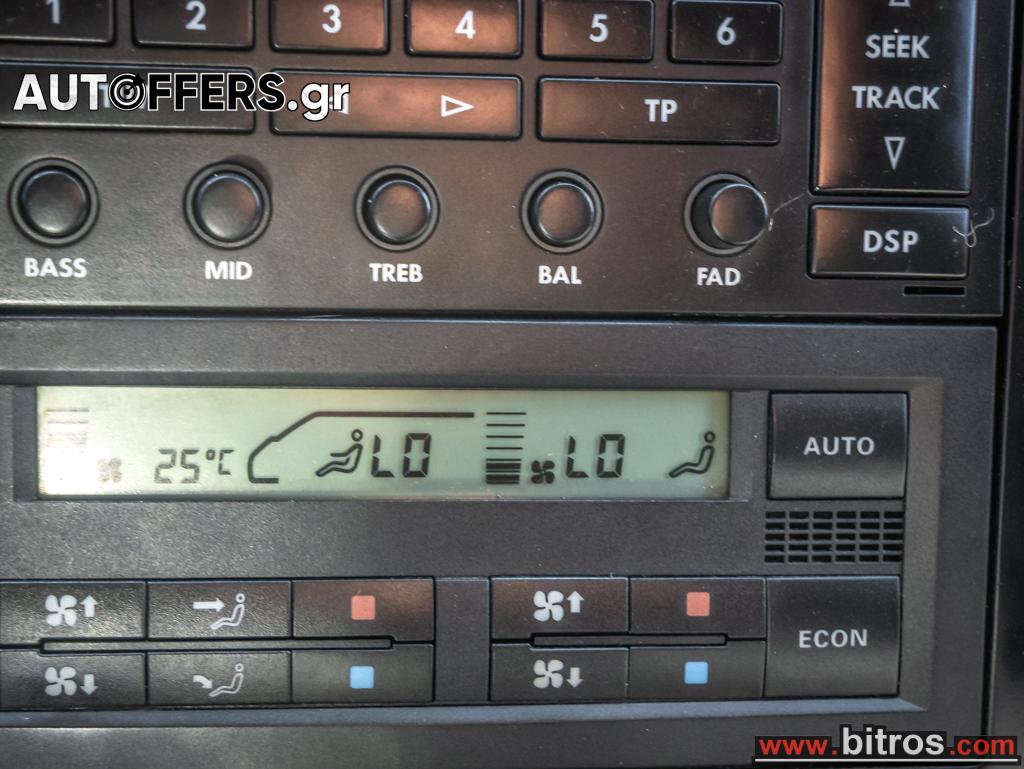 1 2 3 4 5 6
SEEK
TRACK
AUTOFFERS.gr
TP
DSP
BASS MID TREB BAL FAD
25°C LO LO
AUTO
ECON
www.bitros.com